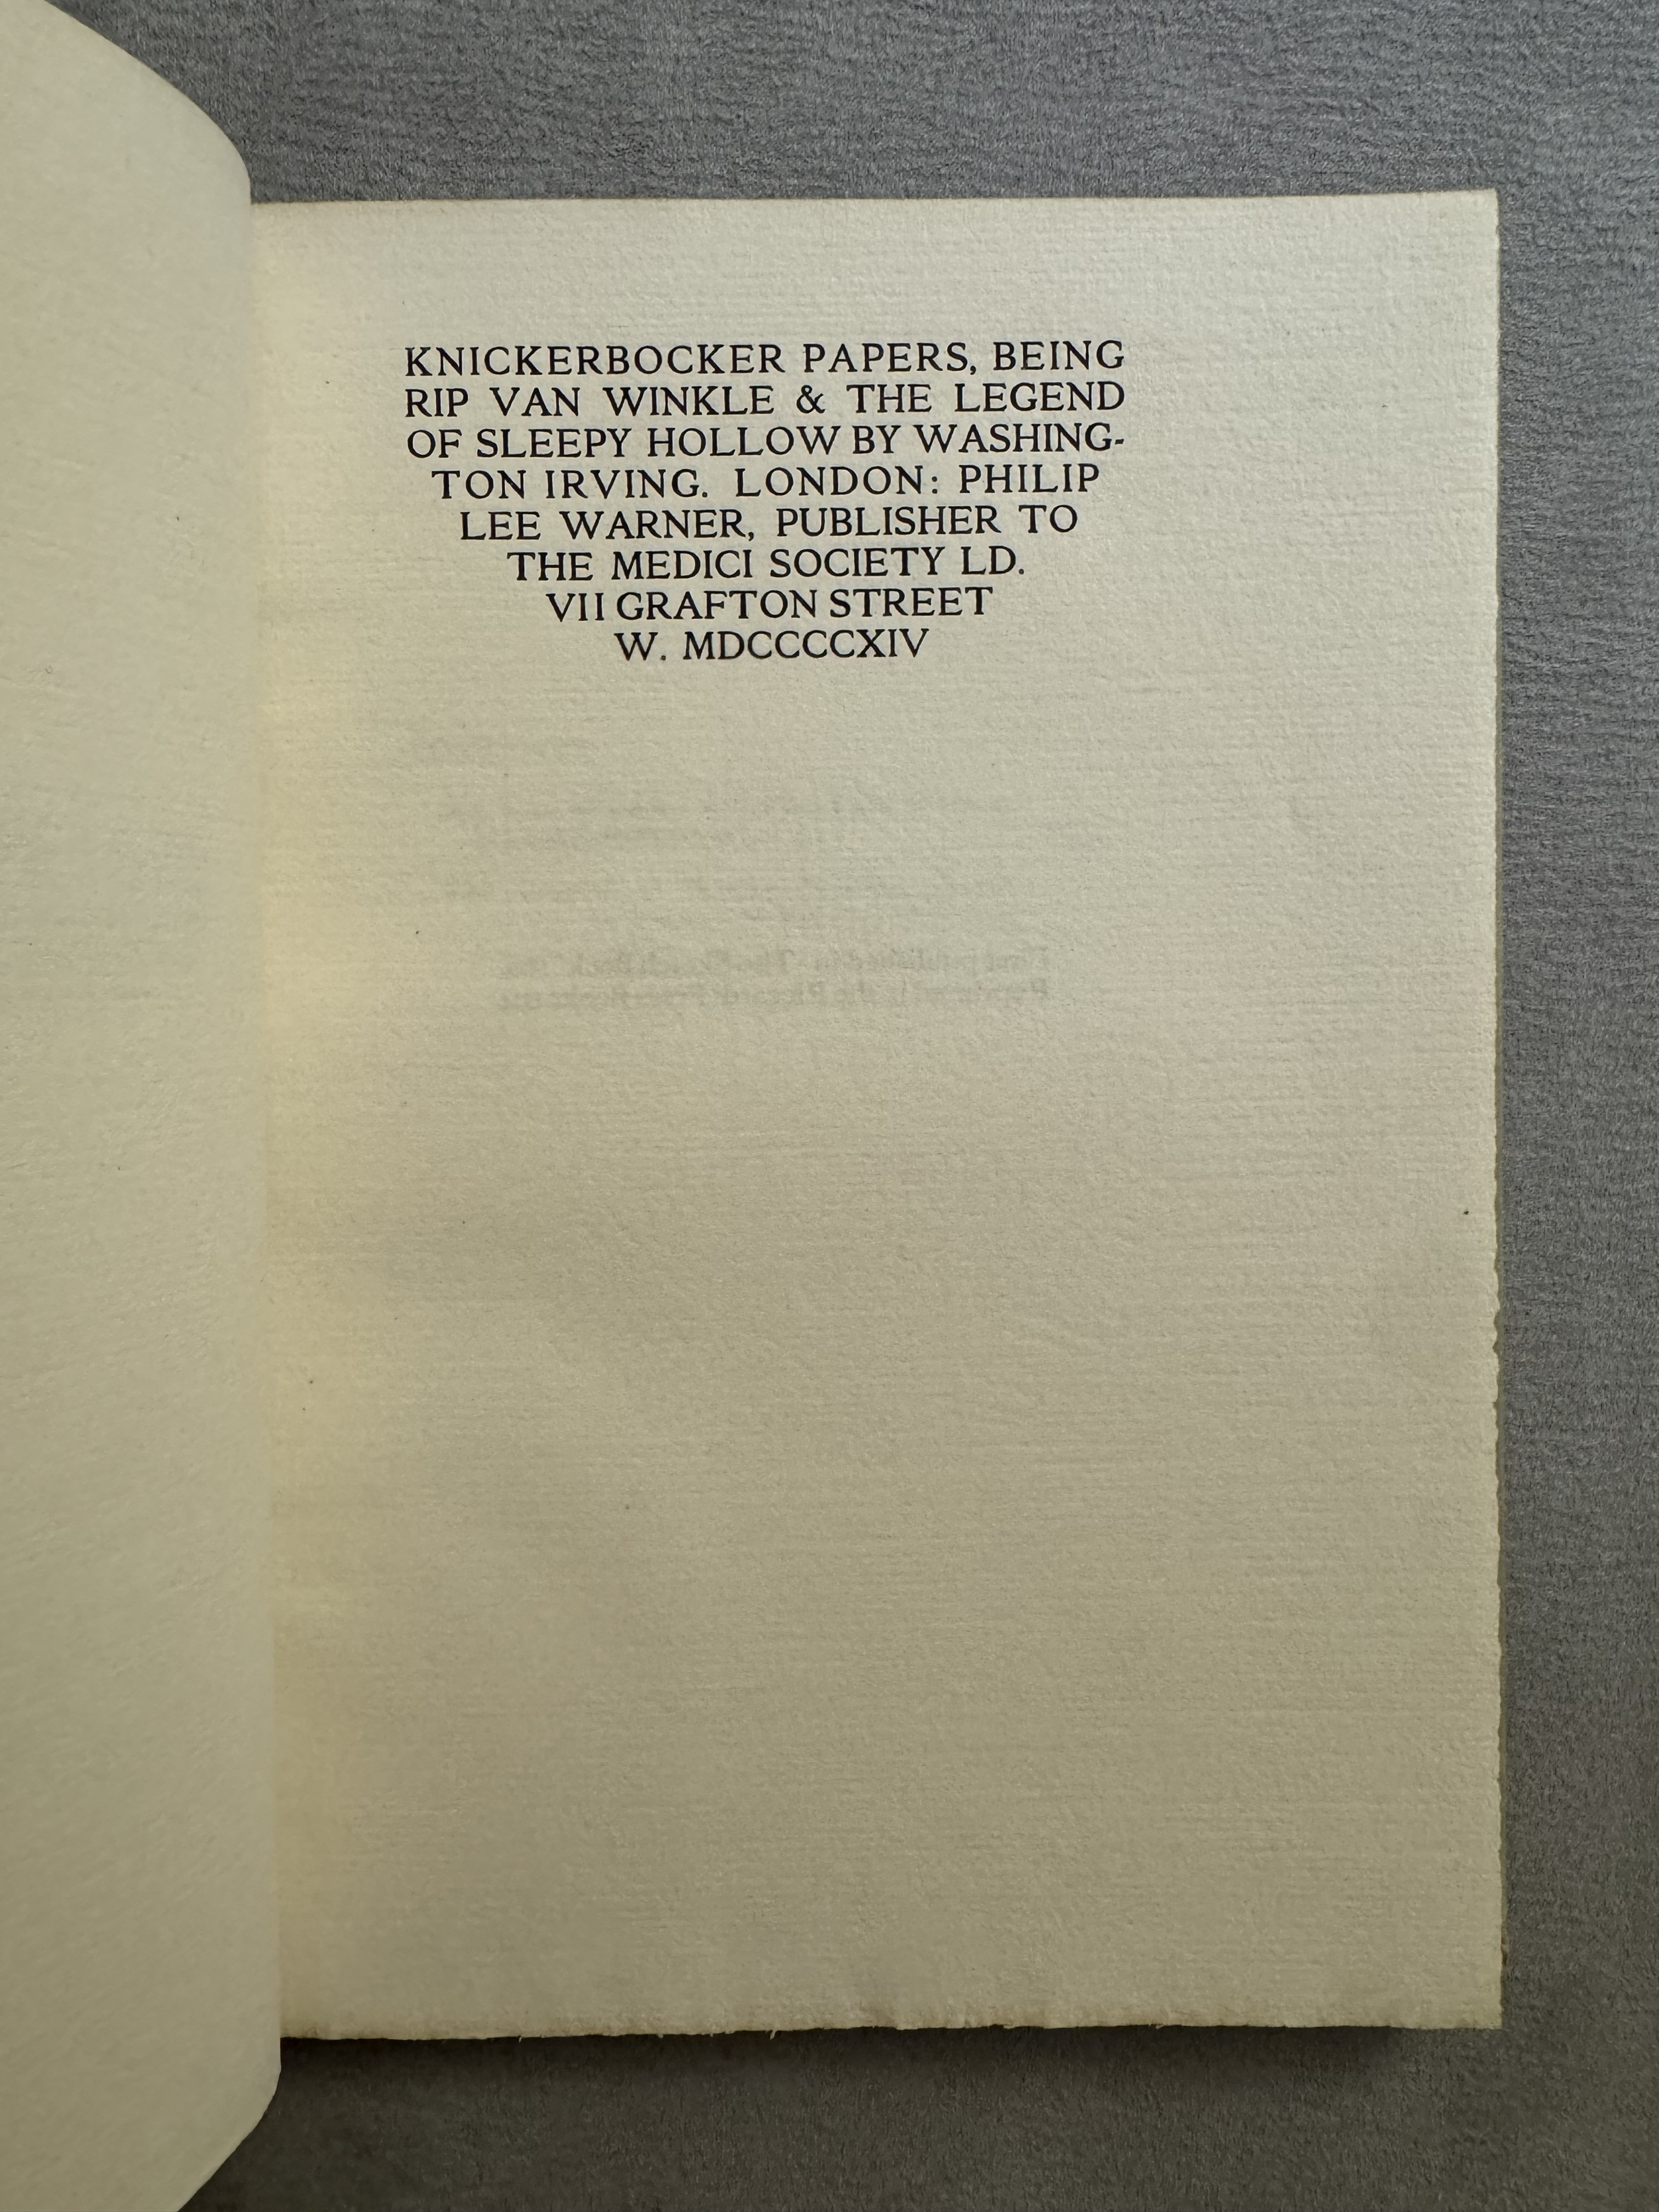 KNICKERBOCKER PAPERS, BEING
RIP VAN WINKLE & THE LEGEND
OF SLEEPY HOLLOW BY WASHING-
TON IRVING. LONDON: PHILIP
LEE WARNER, PUBLISHER TO
THE MEDICI SOCIETY LD.
VII GRAFTON STREET
W. MDCCCCXIV